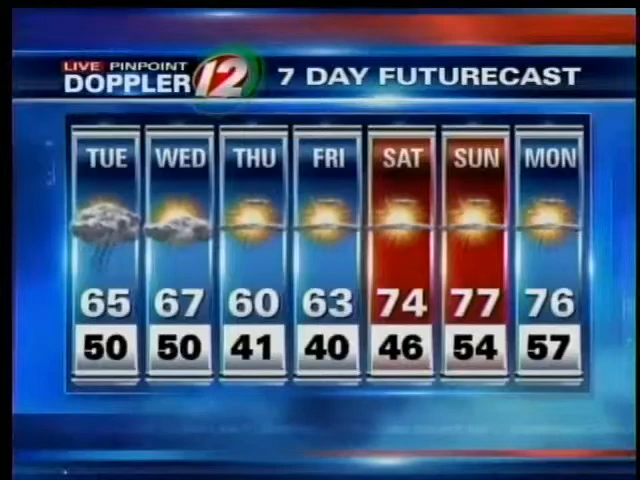 LIVE PINPOINT
DOPPLER 12
7 DAY FUTURECAST
TUE WED THU FRI SAT SUN MON
65 67 60 63 74 77 76
50 50 41 40 46 54 57